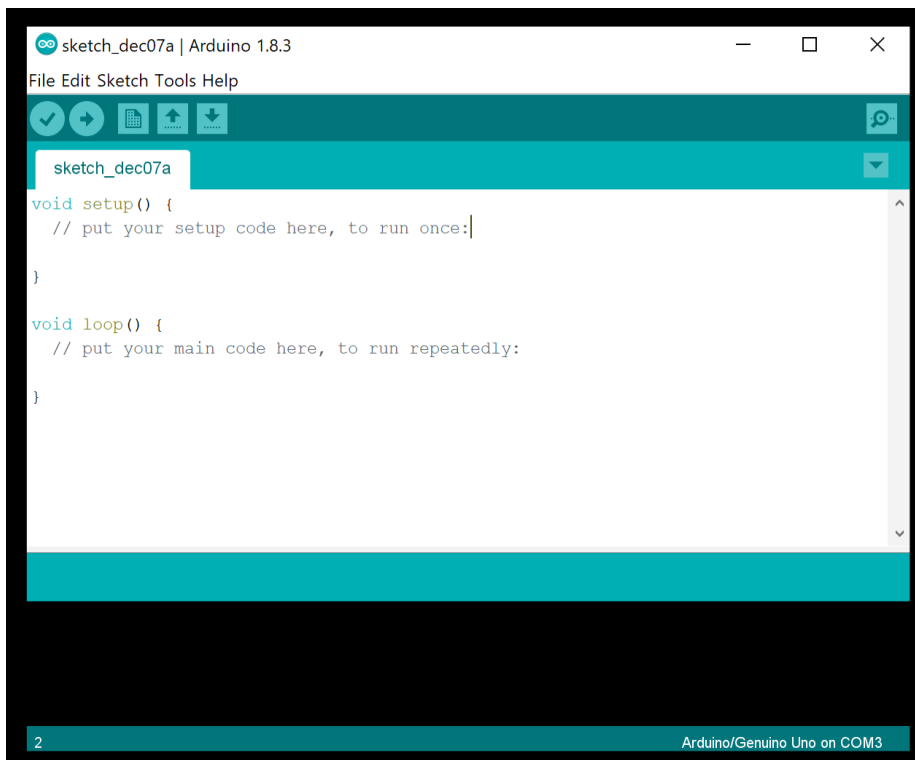 sketch_dec07a | Arduino 1.8.3
File Edit Sketch Tools Help
sketch_dec07a
void setup() {
  // put your setup code here, to run once:
}
void loop() {
  // put your main code here, to run repeatedly:
}
2
Arduino/Genuino Uno on COM3